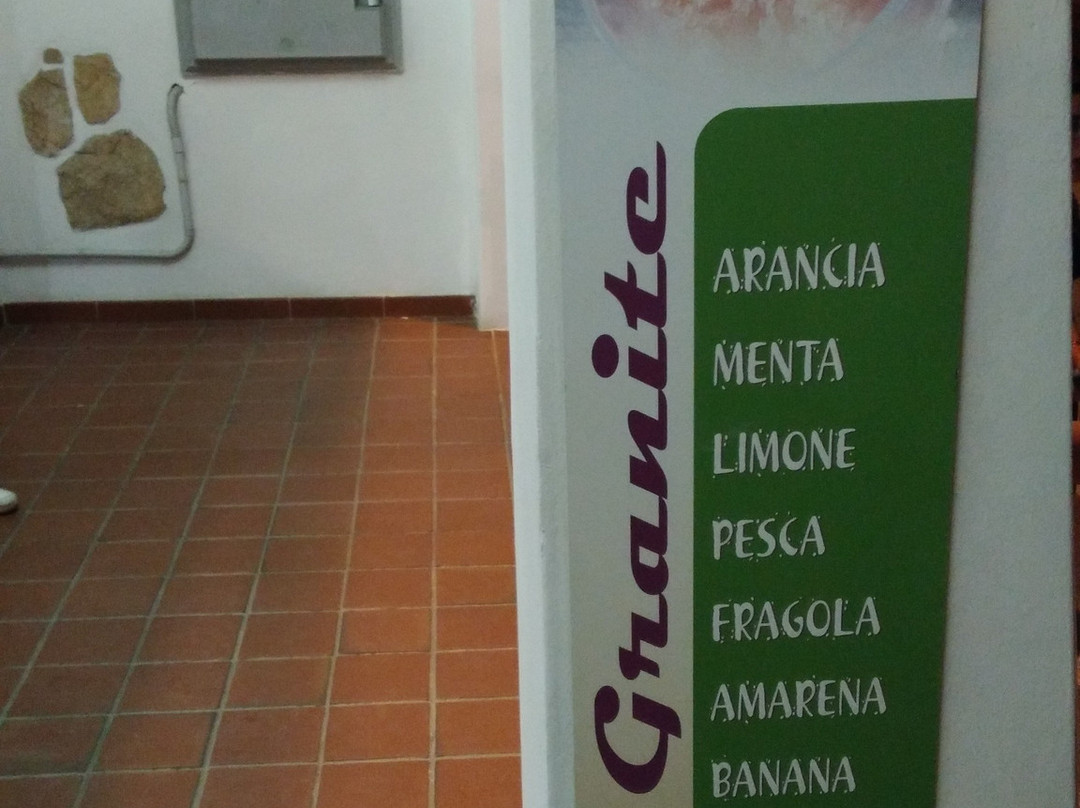 Granite
ARANCIA
MENTA
LIMONE
PESCA
FRAGOLA
AMARENA
BANANA